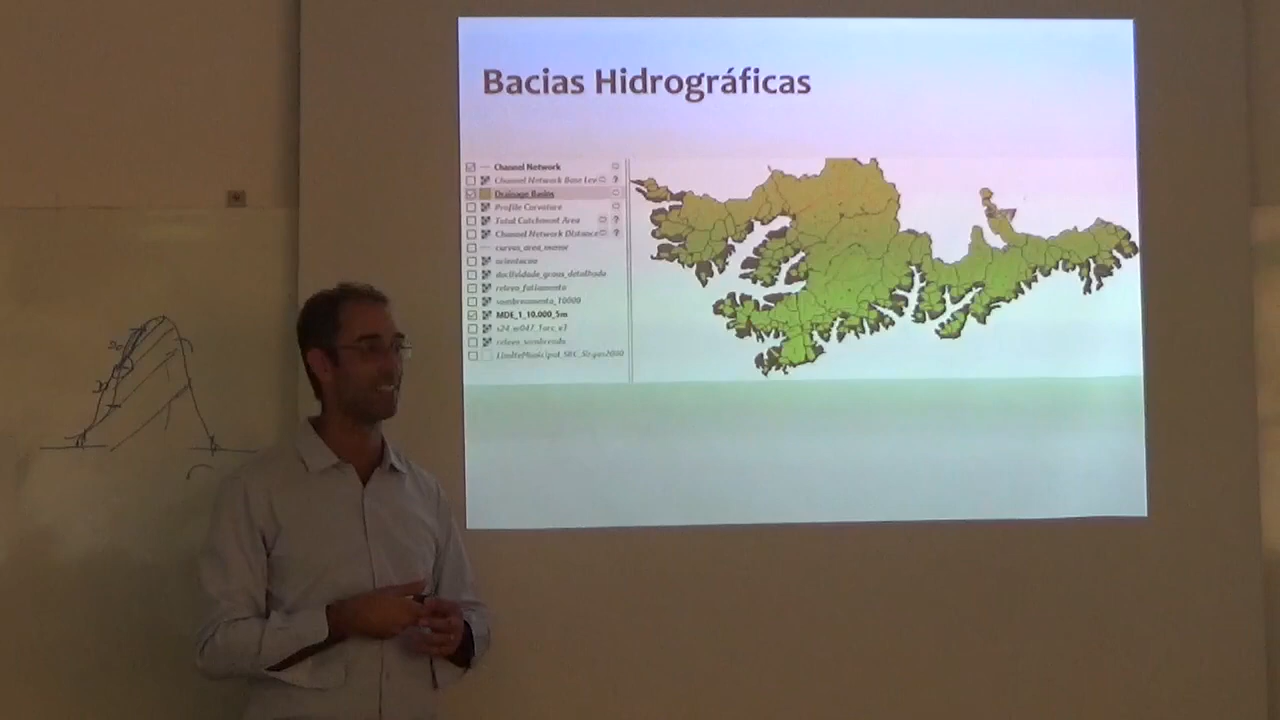 Bacias Hidrográficas
Channel Network
Channel Network Base Lev ?
Drainage Basins
Profile Curvature
Total Catchment Area ?
Channel Network Distance ?
curvas_area_menor
orientacao
declividade_graus_detalhada
relevo_fatiamento
sombreamento_10000
MDE_1_10.000_5m
relevo_sombreado